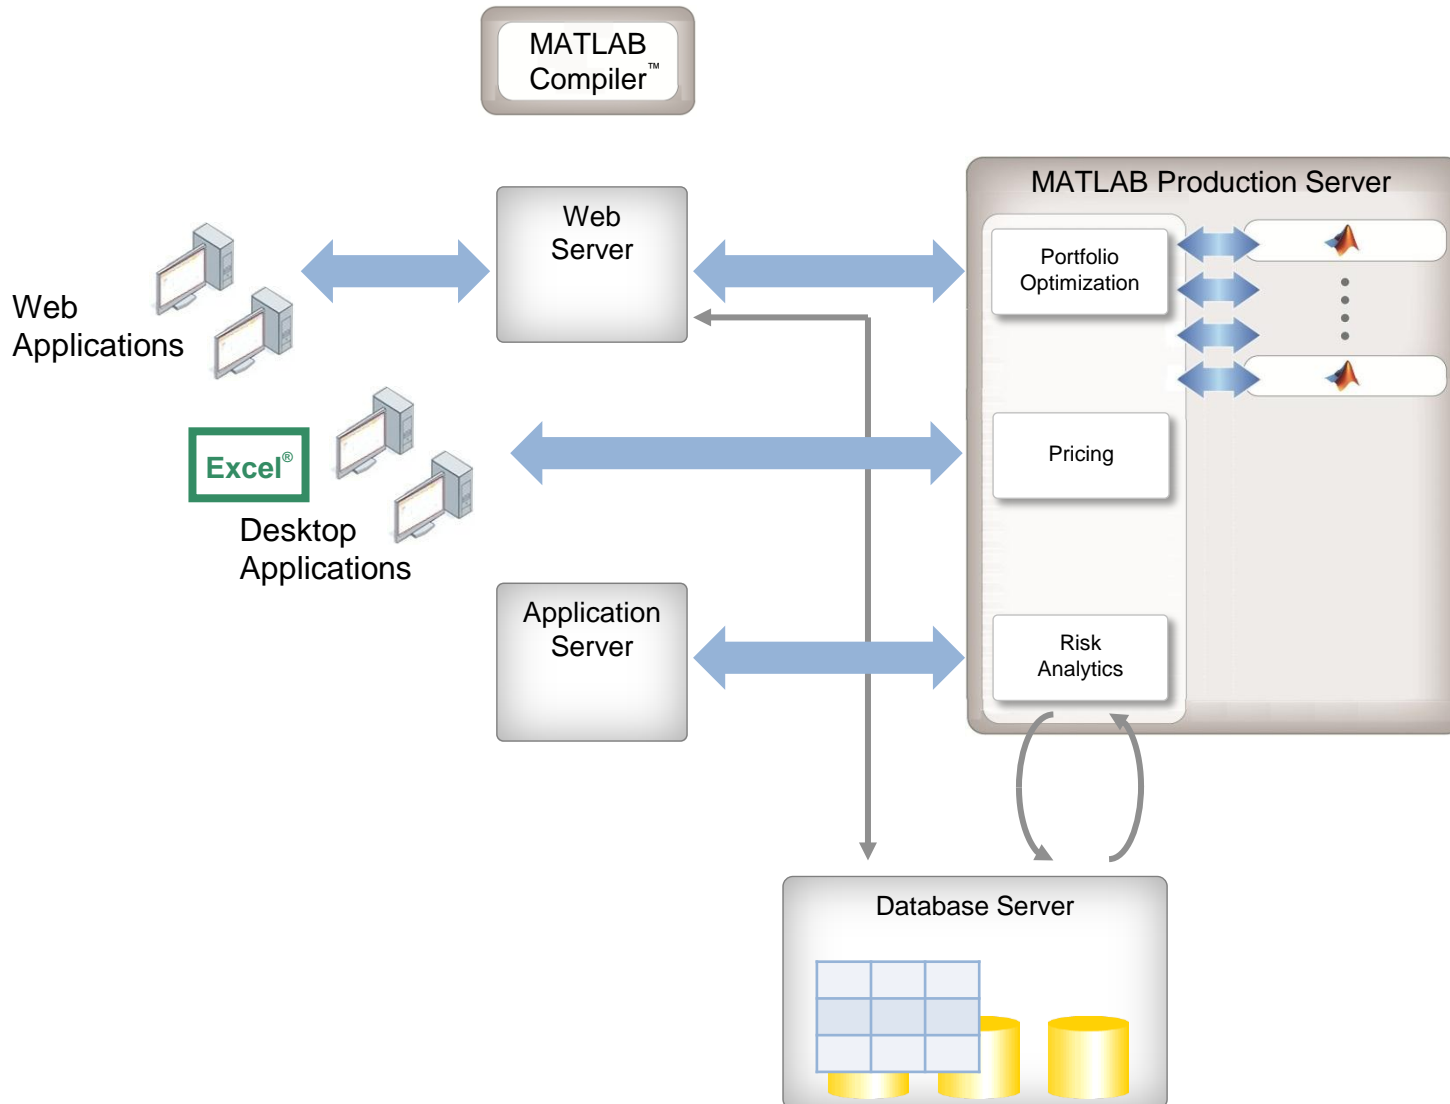 MATLAB
Compiler™
MATLAB Production Server
Web
Server
Portfolio
Optimization
Web
Applications
Excel®
Pricing
Desktop
Applications
Application
Server
Risk
Analytics
Database Server